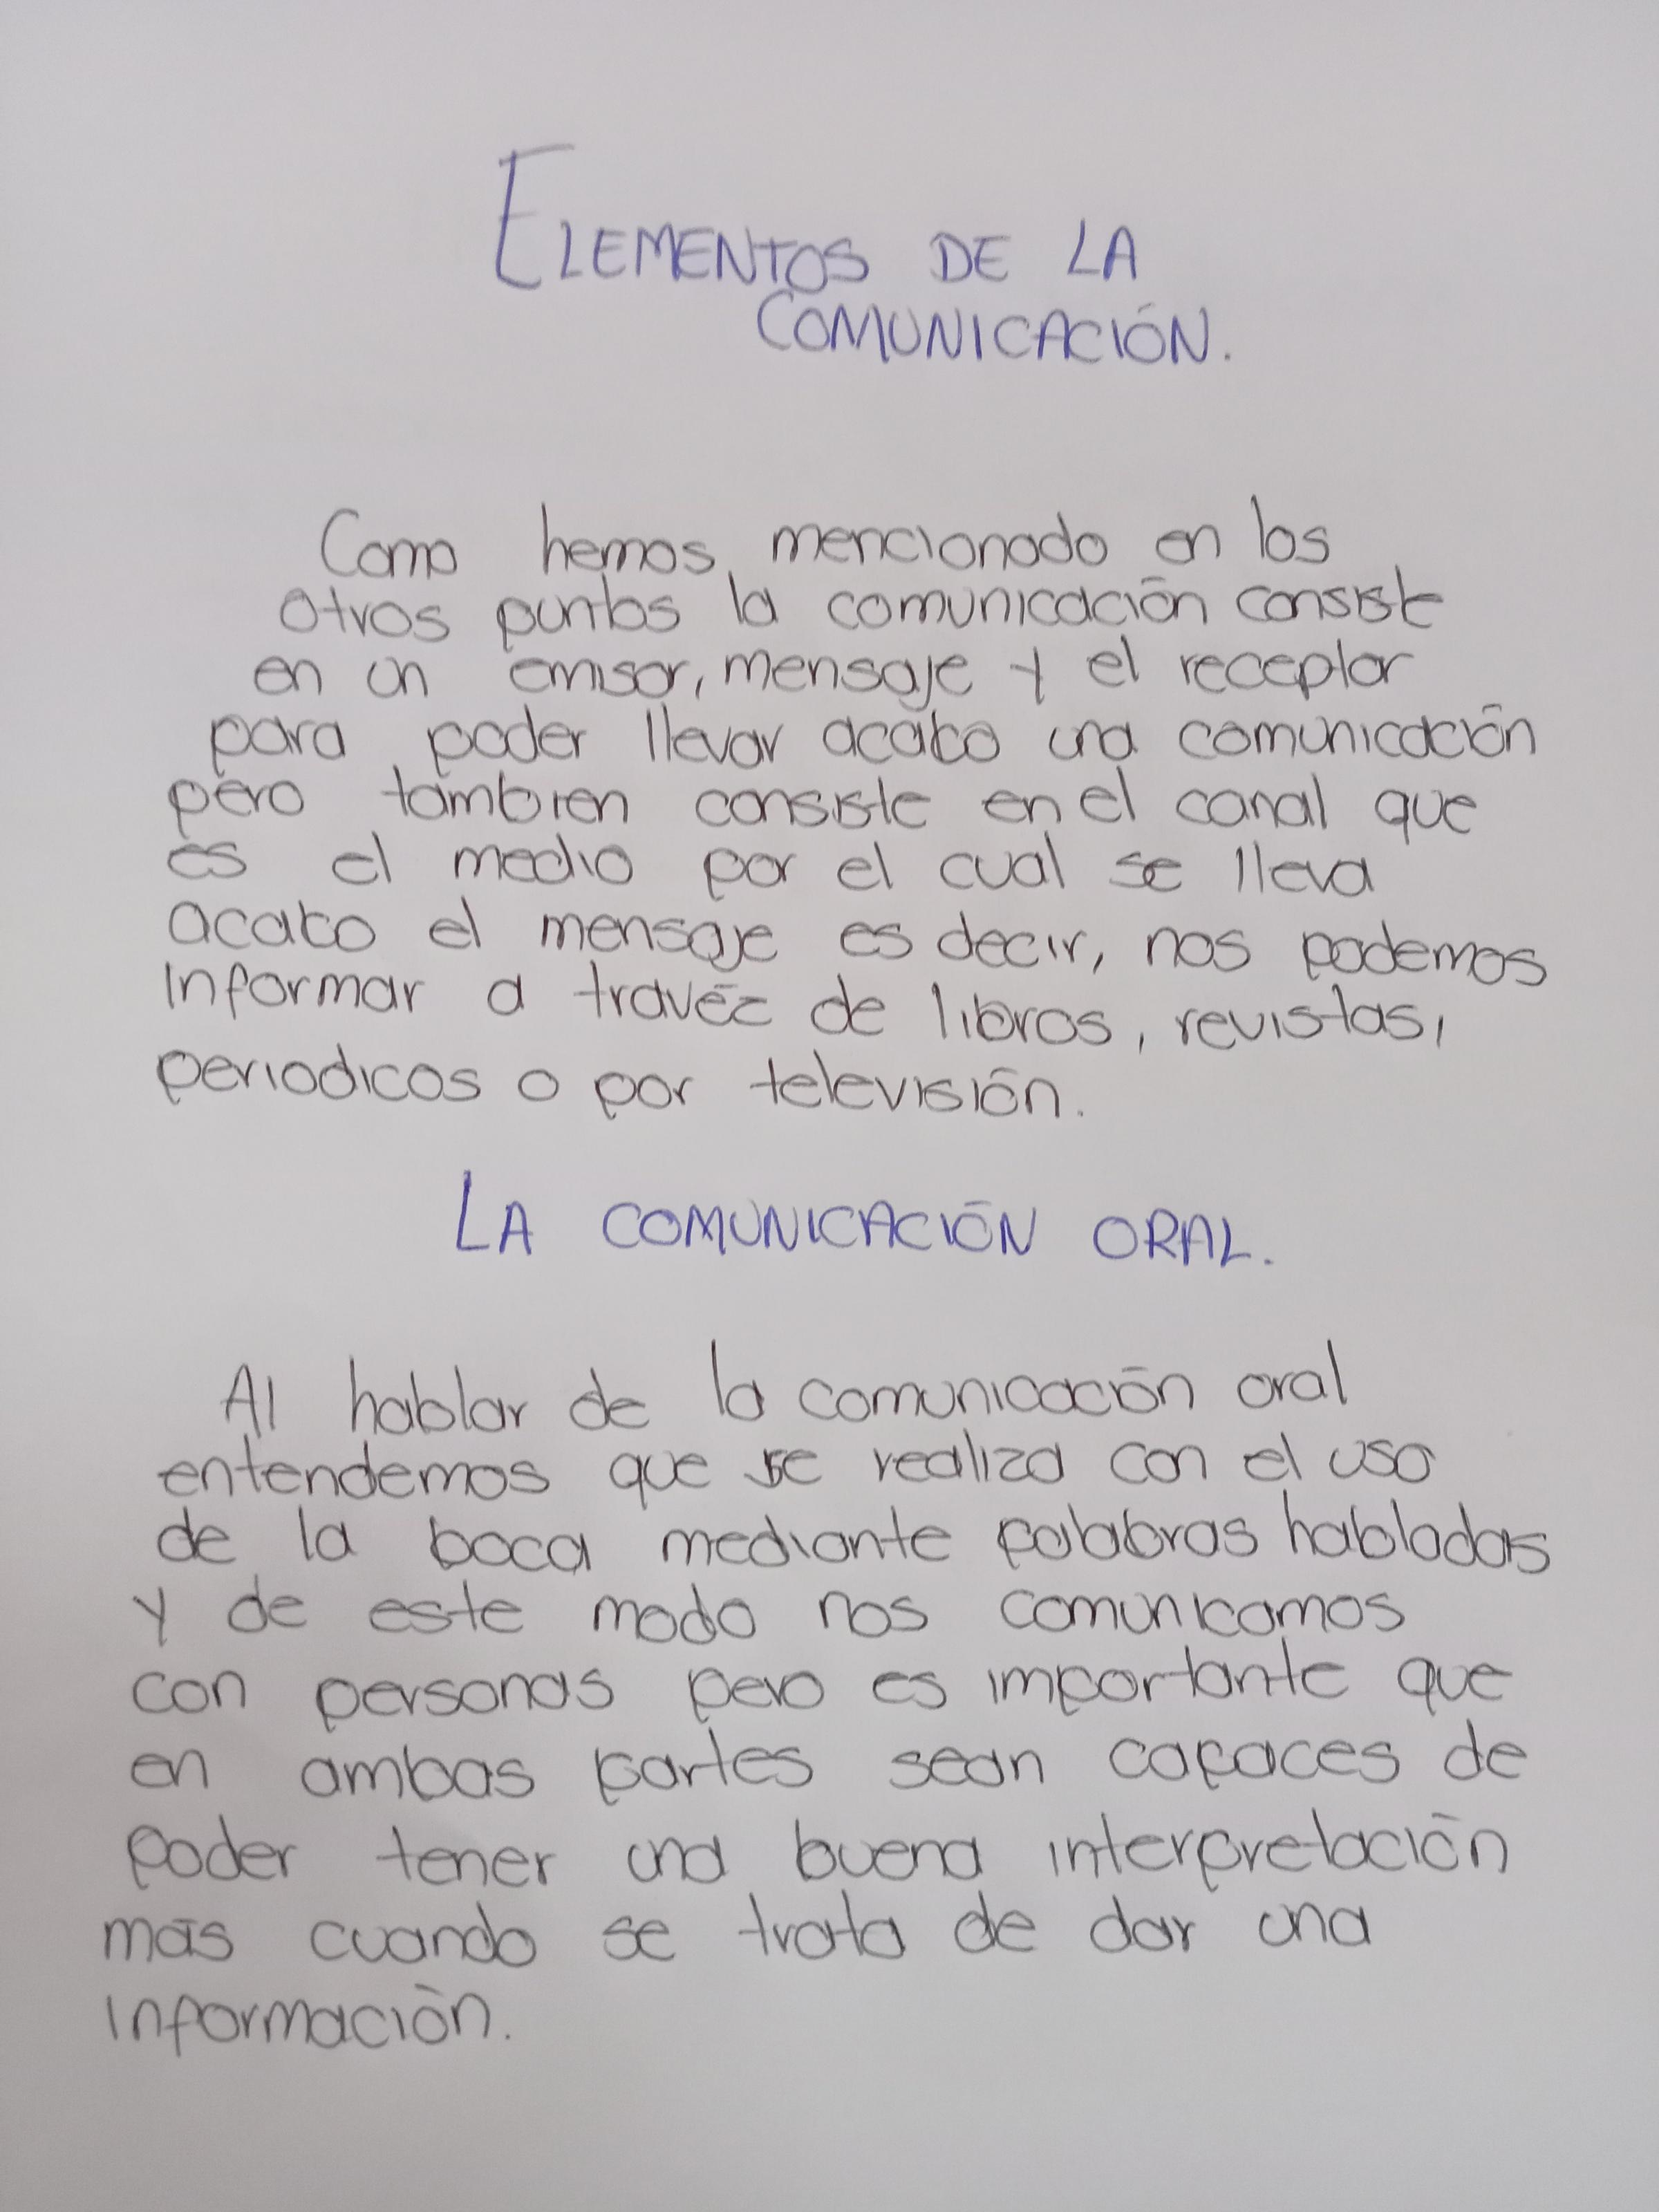 ELEMENTOS DE LA
COMUNICACIÓN.
Como hemos mencionado en los
otros puntos la comunicación consiste
en un emisor, mensaje y el receptor
para poder llevar acabo una comunicación
pero tambien consiste en el canal que
es el medio por el cual se lleva
acabo el mensaje es decir, nos podemos
informar a travéz de libros, revistas,
periodicos o por televisión.
LA COMUNICACIÓN ORAL.
Al hablar de la comunicación oral
entendemos que se realiza con el uso
de la boca mediante palabras habladas
y de este modo nos comunicamos
con personas pero es importante que
en ambas partes sean capaces de
poder tener una buena interpretación
más cuando se trata de dar una
información.